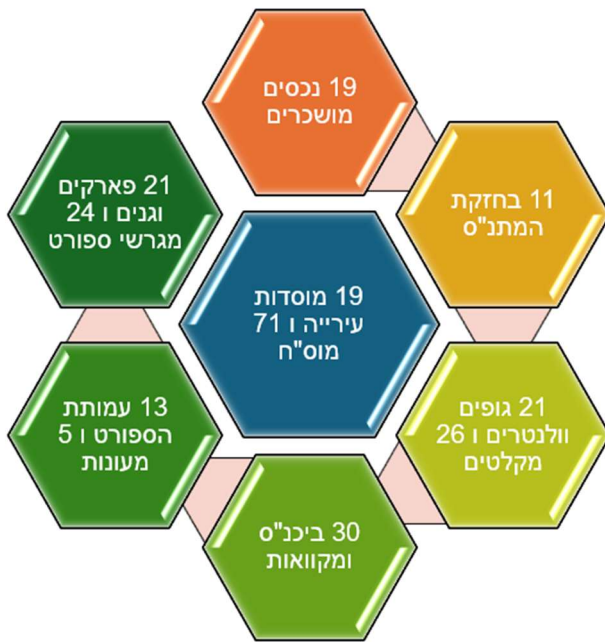 19 נכסים
מושכרים
11 בחזקת
המתנ"ס
21 גופים
וולנטרים ו 26
מקלטים
30 ביכנ"ס
ומקוואות
13 עמותת
הספורט ו 5
מעונות
21 פארקים
וגנים ו 24
מגרשי ספורט
19 מוסדות
עירייה ו 71
מוס"ח